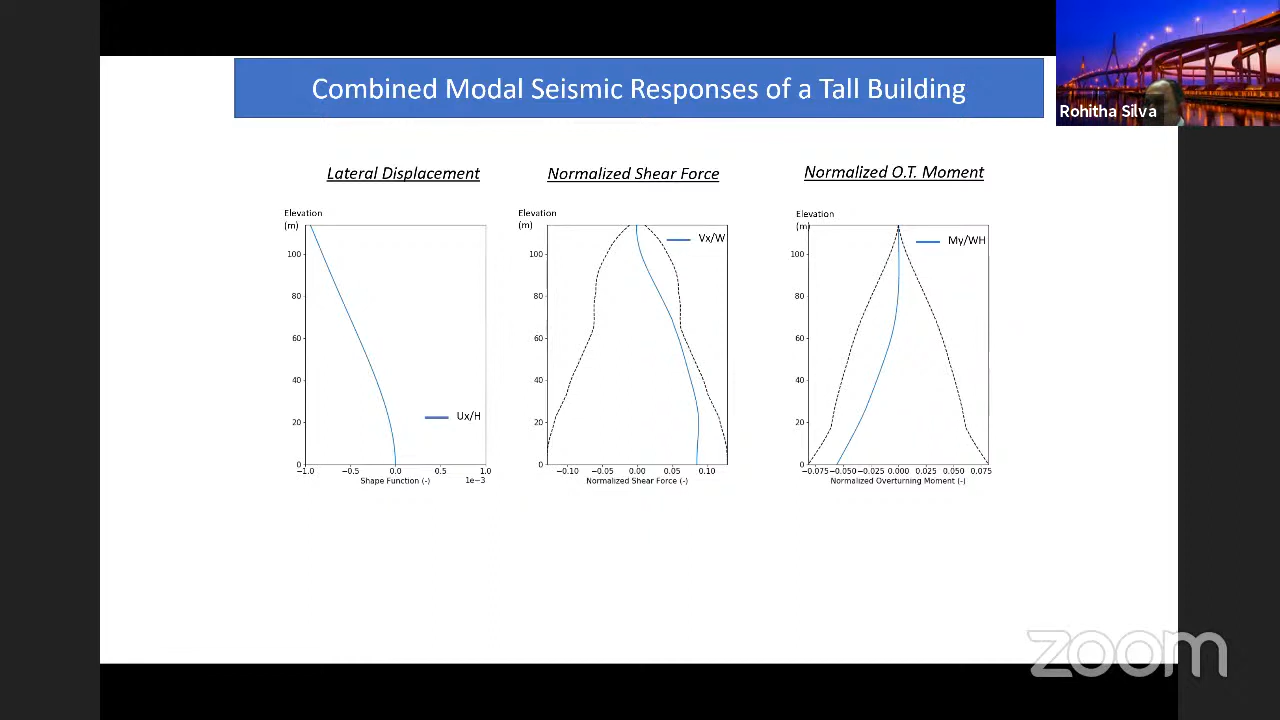 Combined Modal Seismic Responses of a Tall Building
Rohitha Silva
Lateral Displacement
Elevation
(m)
100
80
60
40
20
0
Ux/H
−1.0 −0.5 0.0 0.5 1.0
Shape Function (-)
1e−3
Normalized Shear Force
Elevation
(m)
Vx/W
100
80
60
40
20
0
−0.10 −0.05 0.00 0.05 0.10
Normalized Shear Force (-)
Normalized O.T. Moment
Elevation
(m)
My/WH
100
80
60
40
20
0
−0.075 −0.050 −0.025 0.000 0.025 0.050 0.075
Normalized Overturning Moment (-)
zoom